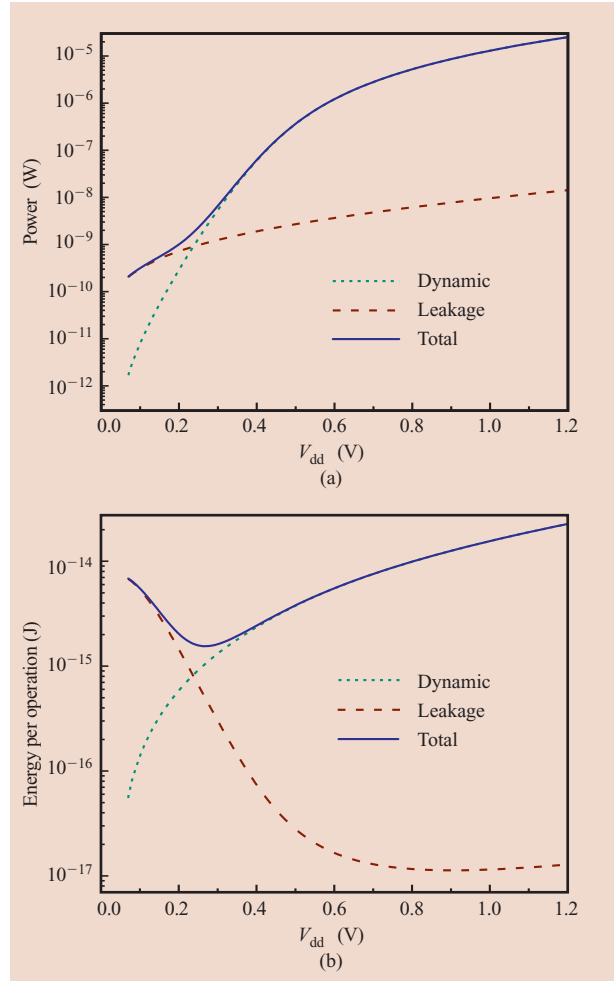 Power (W)
10⁻⁵
10⁻⁶
10⁻⁷
10⁻⁸
10⁻⁹
10⁻¹⁰
10⁻¹¹
10⁻¹²
Dynamic
Leakage
Total
0.0 0.2 0.4 0.6 0.8 1.0 1.2
V_dd (V)
(a)
Energy per operation (J)
10⁻¹⁴
10⁻¹⁵
10⁻¹⁶
10⁻¹⁷
Dynamic
Leakage
Total
0.0 0.2 0.4 0.6 0.8 1.0 1.2
V_dd (V)
(b)